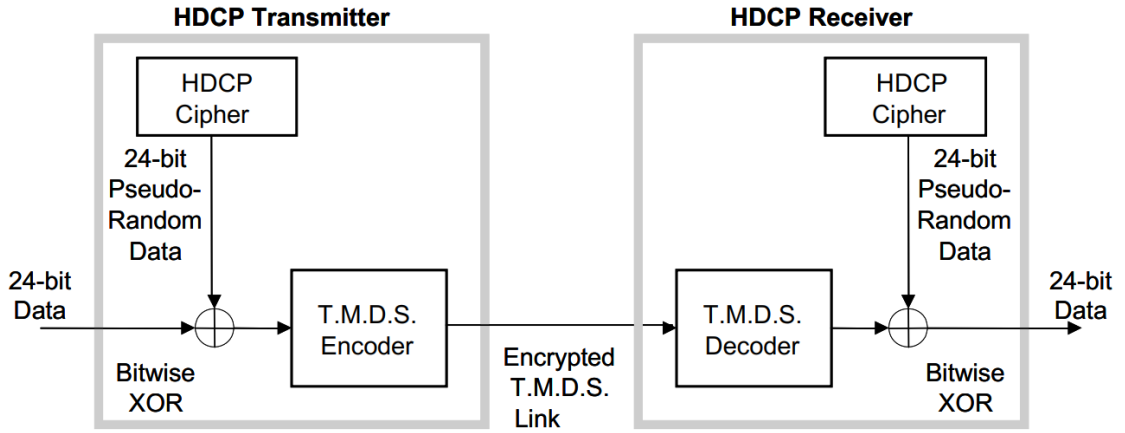 HDCP Transmitter
HDCP
Cipher
24-bit
Pseudo-
Random
Data
24-bit
Data
Bitwise
XOR
T.M.D.S.
Encoder
Encrypted
T.M.D.S.
Link
HDCP Receiver
HDCP
Cipher
24-bit
Pseudo-
Random
Data
T.M.D.S.
Decoder
Bitwise
XOR
24-bit
Data